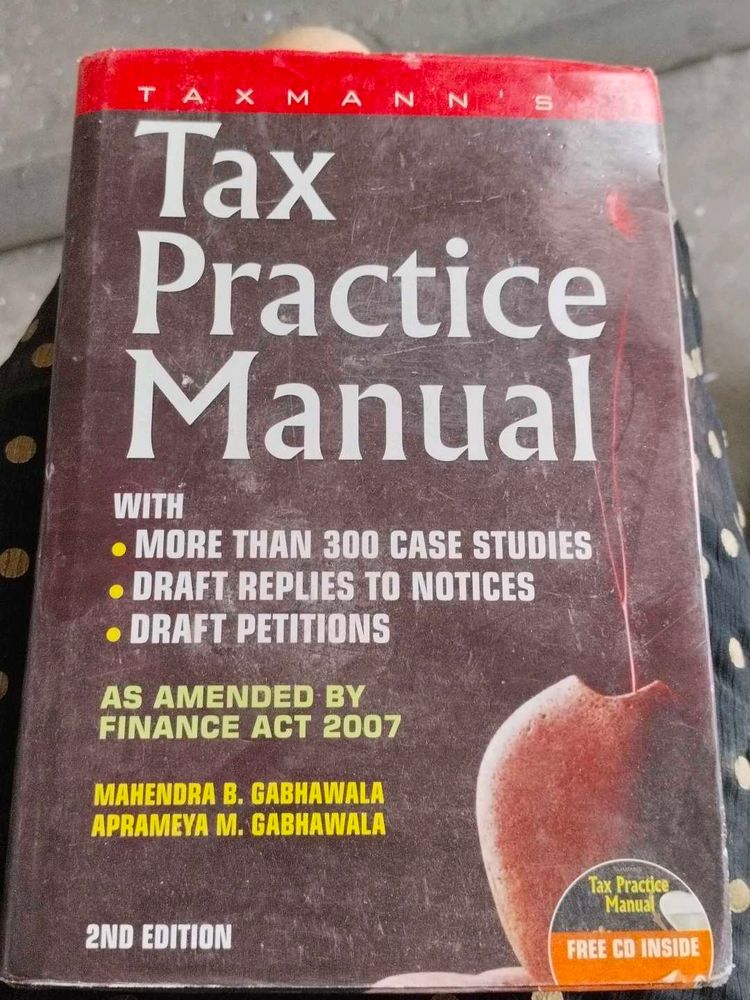 TAXMANN'S
Tax
Practice
Manual
WITH
• MORE THAN 300 CASE STUDIES
• DRAFT REPLIES TO NOTICES
• DRAFT PETITIONS
AS AMENDED BY
FINANCE ACT 2007
MAHENDRA B. GABHAWALA
APRAMEYA M. GABHAWALA
2ND EDITION
Tax Practice
Manual
FREE CD INSIDE